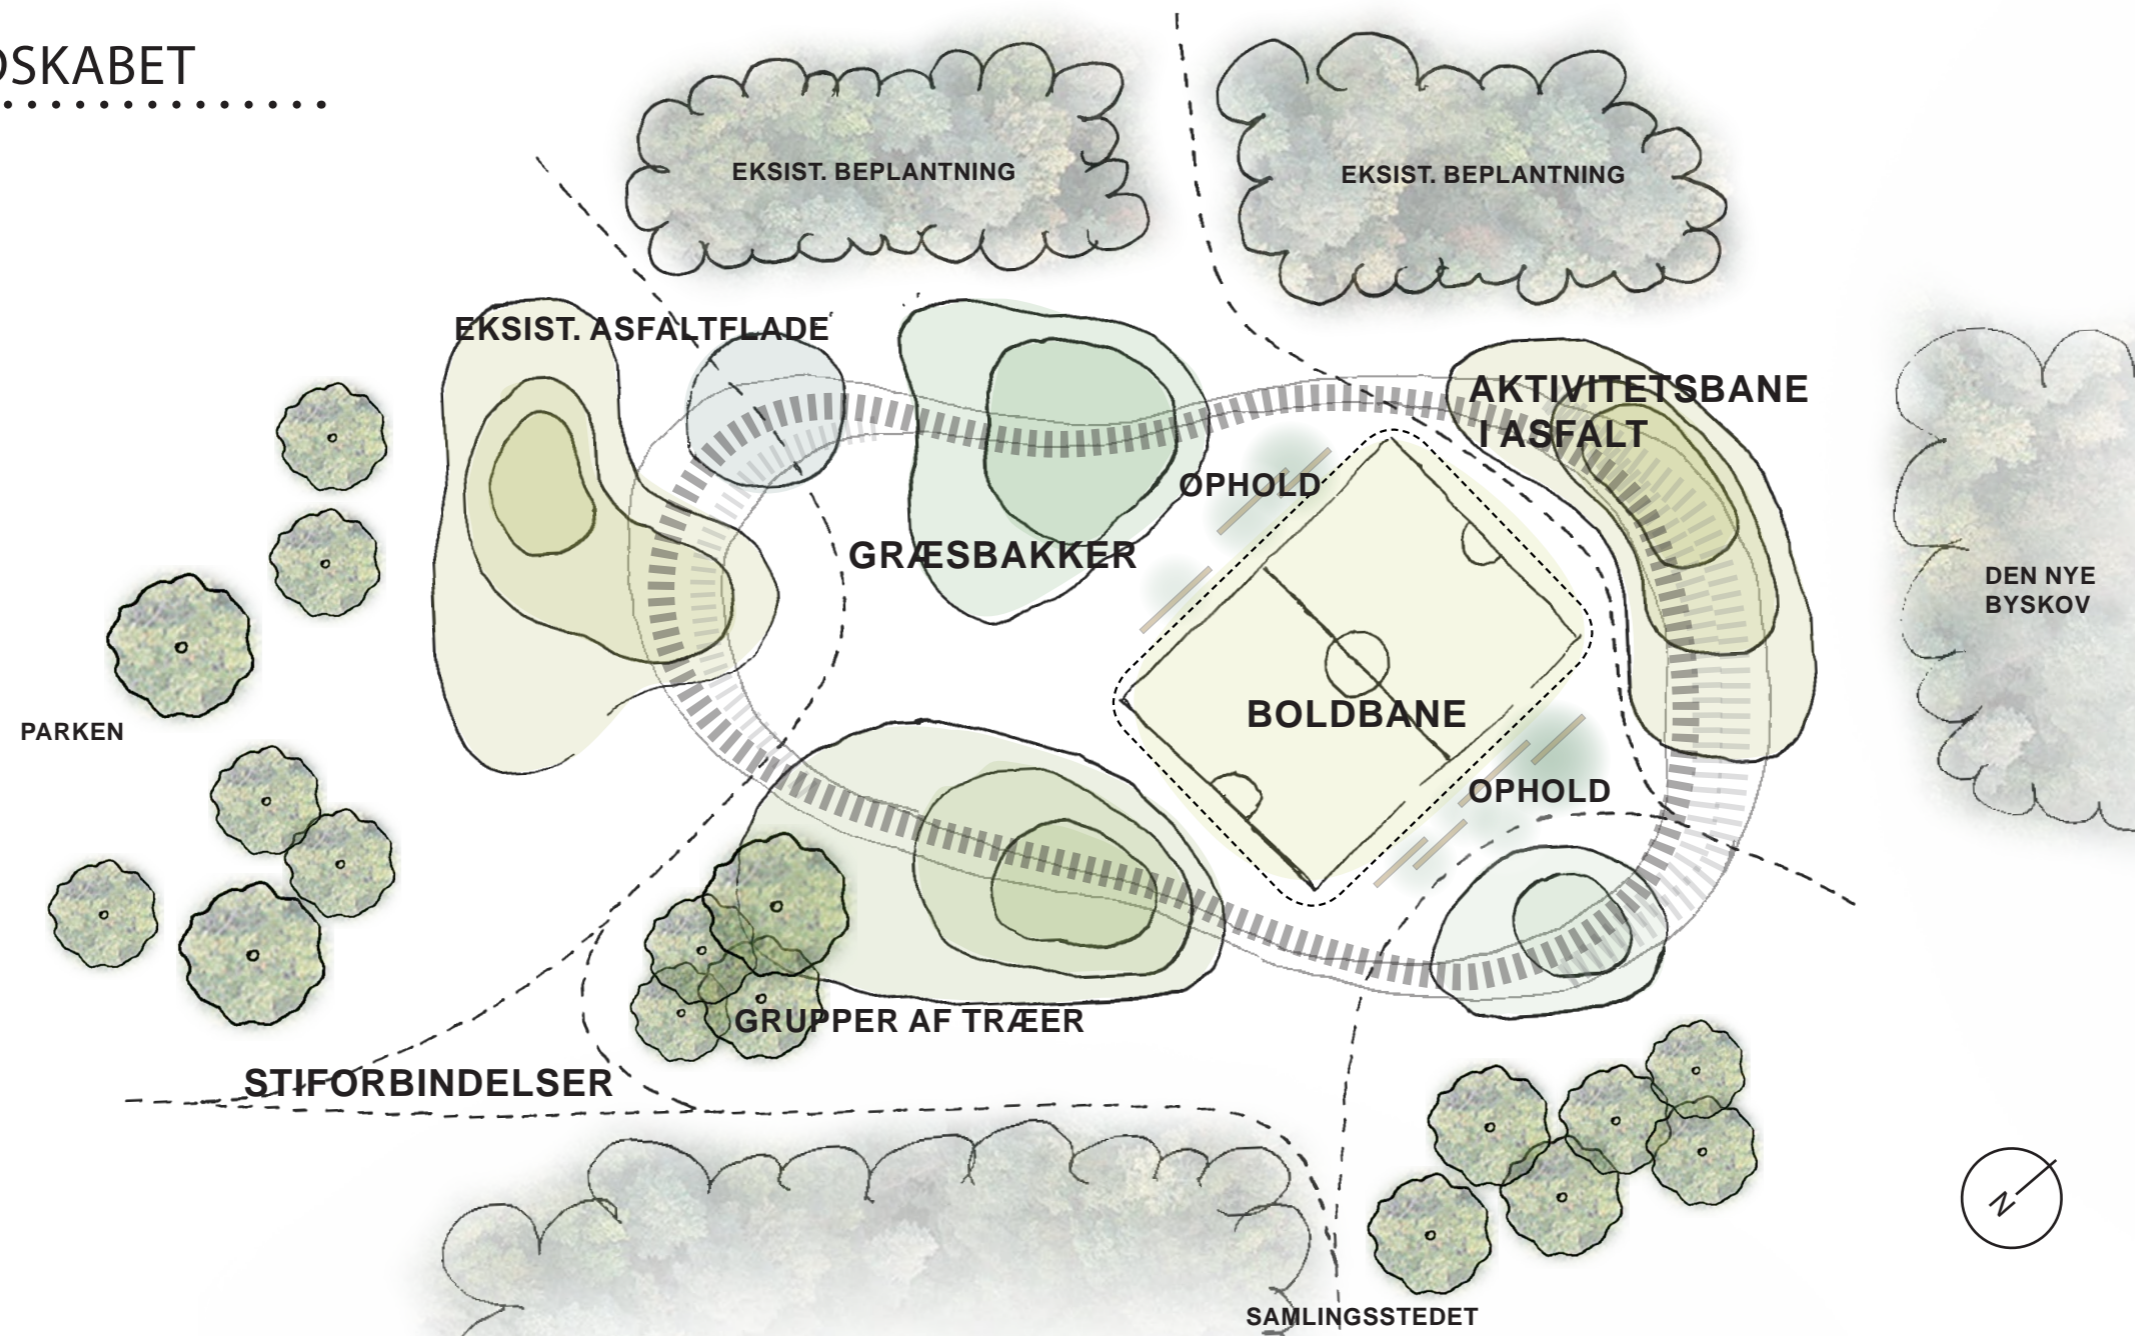 DSKABET
EKSIST. BEPLANTNING
EKSIST. BEPLANTNING
EKSIST. ASFALTFLADE
AKTIVITETSBANE
I ASFALT
OPHOLD
GRÆSBAKKER
DEN NYE
BYSKOV
BOLDBANE
PARKEN
OPHOLD
GRUPPER AF TRÆER
STIFORBINDELSER
N
SAMLINGSSTEDET